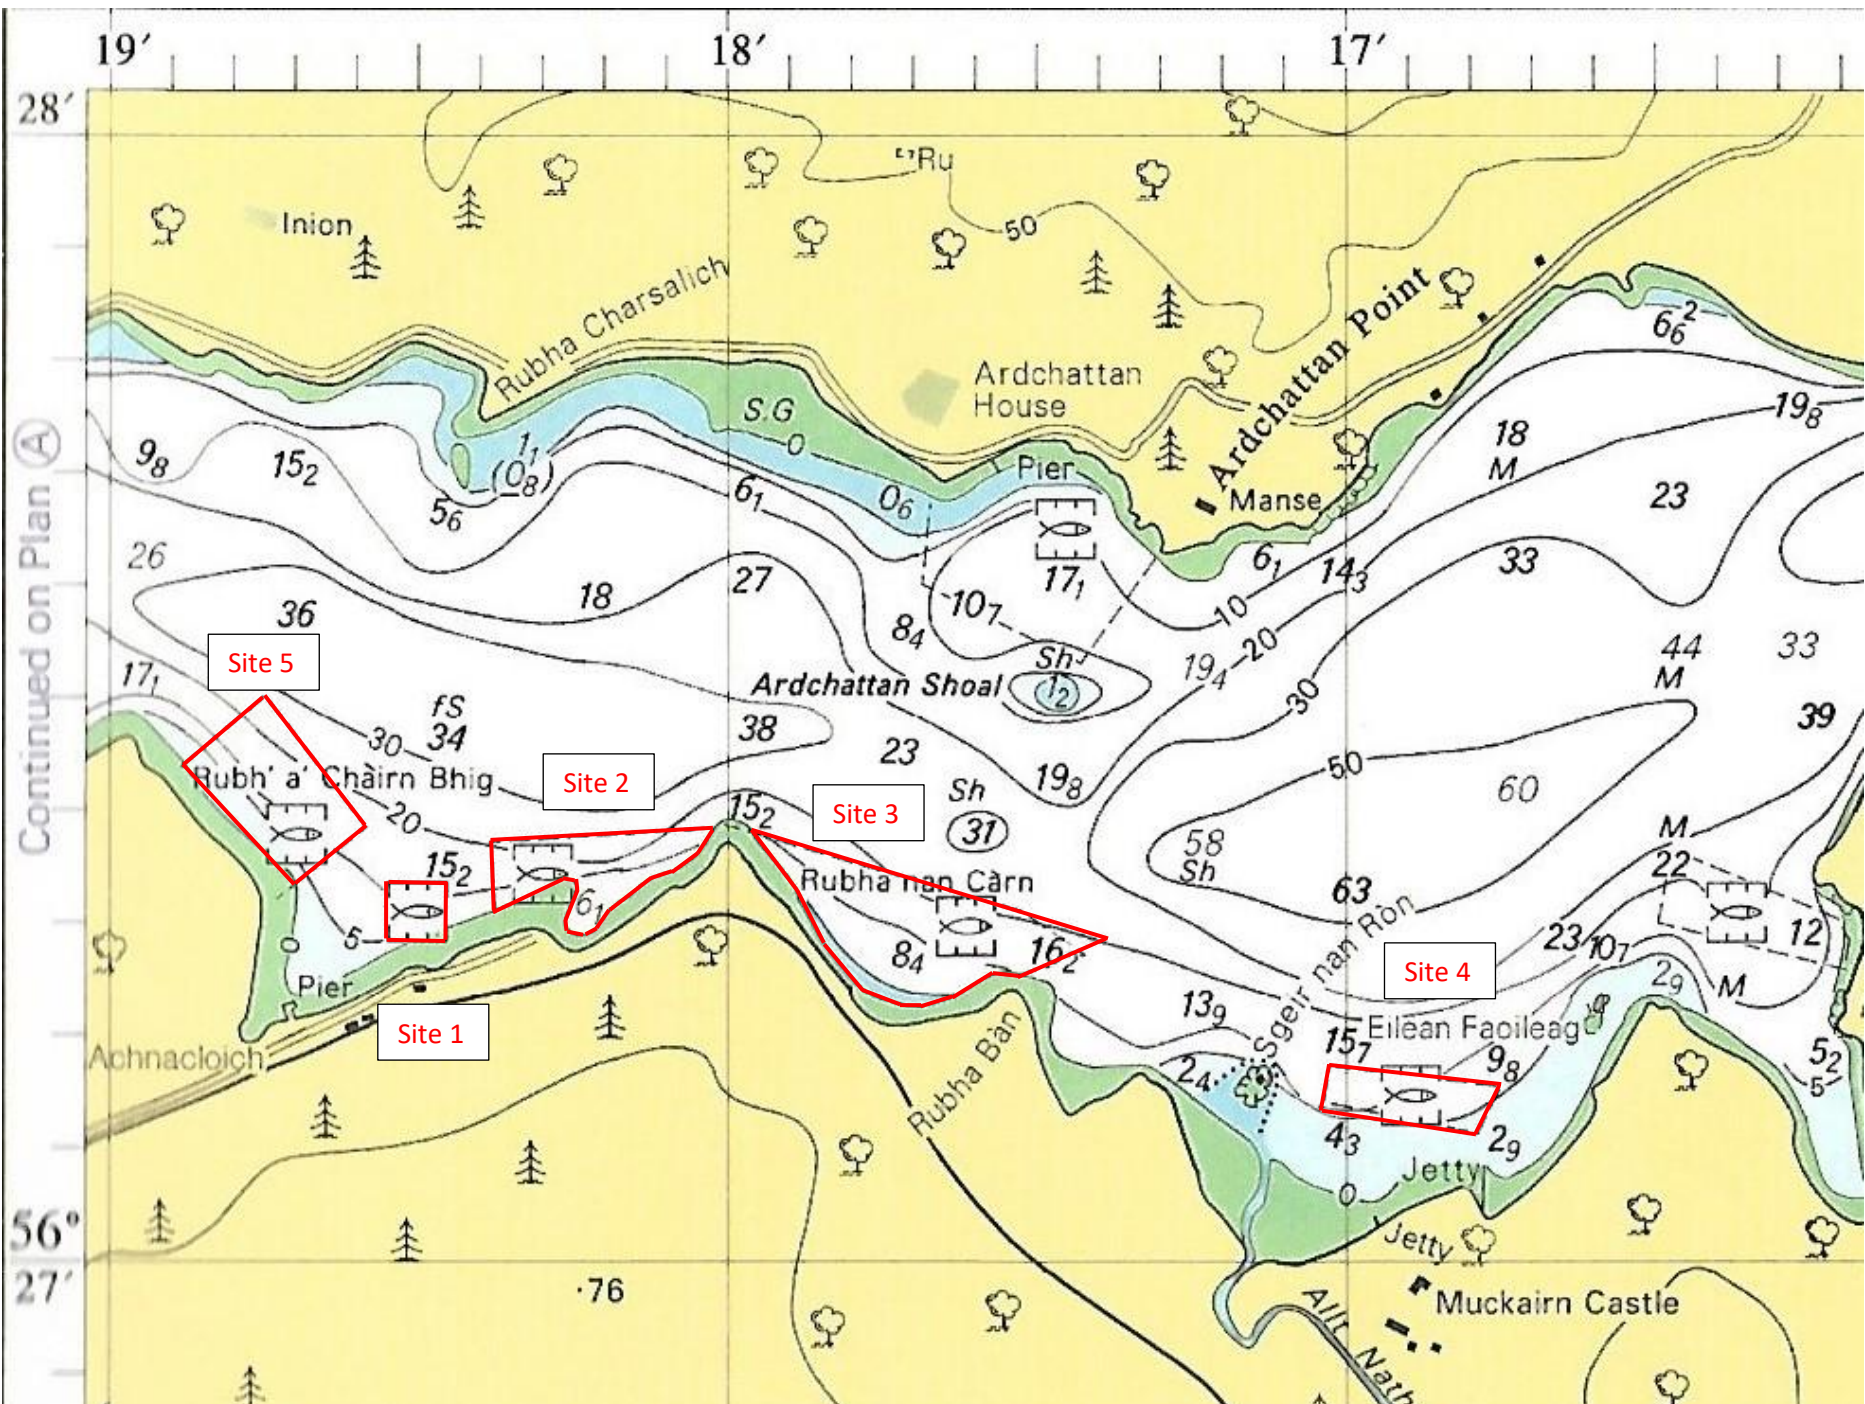 19′ 18′ 17′
28′
Ru
Inion
50
Rubha Charsalich
Ardchattan Point
6₂ 2
Ardchattan
House
S.G
0
19₈
18
M
9₈
15₂
1₁
(0₈)
Pier
Manse
6₁
0₆
23
5₆
Continued on Plan A
26
27
17₁
6₁
14₃
33
36
18
10₇
10
8₄
20
Site 5
Sh
19₄
44
M
33
17₁
Ardchattan Shoal
1₂
30
fS
34
30
38
39
23
50
Rubh' a' Chàirn Bhig
Site 2
19₈
60
Sh
31
15₂
Site 3
20
58
Sh
M
22
15₂
Rubha nan Càrn
63
6₁
5
0
8₄
16₂
Sgeir nan Ròn
23
10₇
12
Site 4
2₉
M
Pier
13₉
Site 1
Eilean Faoileag
15₇
9₈
5₂
5
Achnacloich
Rubha Bàn
2₄
4₃
2₉
Jetty
0
56°
27′
Jetty
·76
Muckairn Castle
Allt
Nath